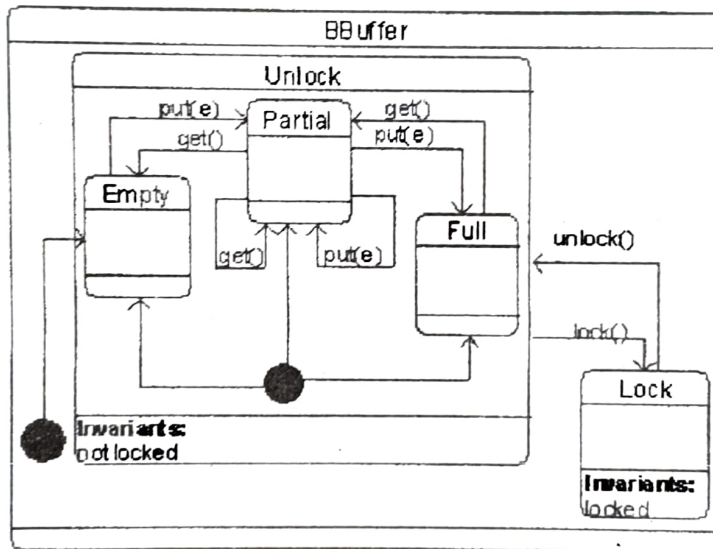 BBuffer
Unlock
put(e)
get()
Partial
get()
put(e)
Empty
Full
get()
put(e)
unlock()
lock()
Lock
Invariants:
not locked
Invariants:
locked